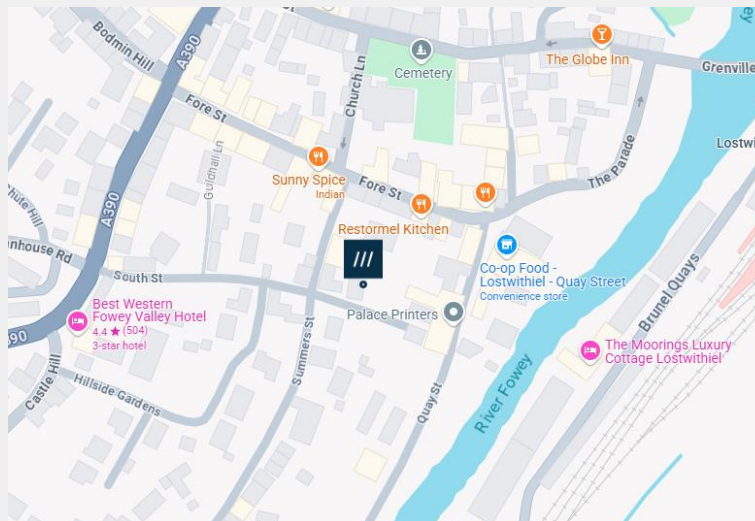 Bodmin Hill
A390
Fore St
Church Ln
Cemetery
The Globe Inn
Grenville
Guildhall Ln
Sunny Spice
Indian
Fore St
The Parade
Lostwi
Restormel Kitchen
///
A390
South St
Co-op Food -
Lostwithiel - Quay Street
Convenience store
Brunel Quays
Best Western
Fowey Valley Hotel
4.4 ★ (504)
3-star hotel
90
Palace Printers
The Moorings Luxury
Cottage Lostwithiel
Summers St
Castle Hill
Hillside Gardens
Quay St
River Fowey